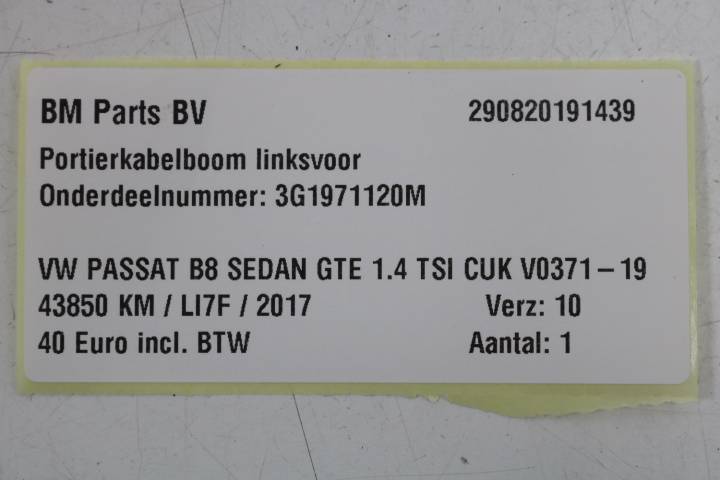 BM Parts BV 290820191439
Portierkabelboom linksvoor
Onderdeelnummer: 3G1971120M
VW PASSAT B8 SEDAN GTE 1.4 TSI CUK V0371-19
43850 KM / LI7F / 2017 Verz: 10
40 Euro incl. BTW Aantal: 1